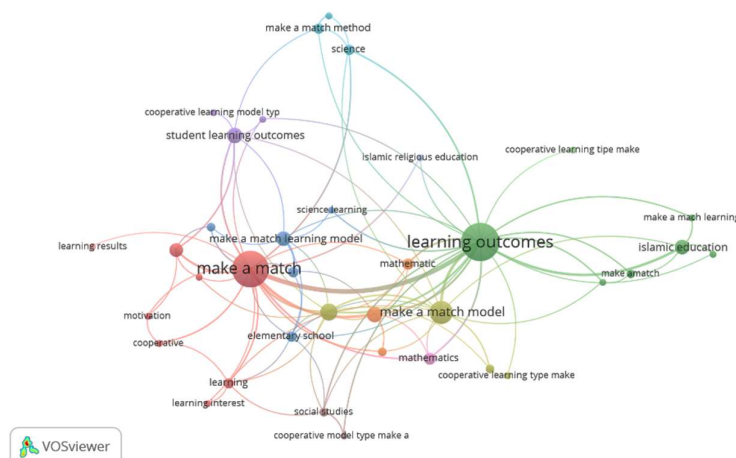 make a match method
science
cooperative learning model typ
student learning outcomes
islamic religious education
cooperative learning tipe make
science learning
make a mach learning
learning results
make a match learning model
learning outcomes
islamic education
make a match
mathematic
make amatch
motivation
make a match model
cooperative
elementary school
mathematics
learning
cooperative learning type make
learning interest
social studies
cooperative model type make a
VOSviewer